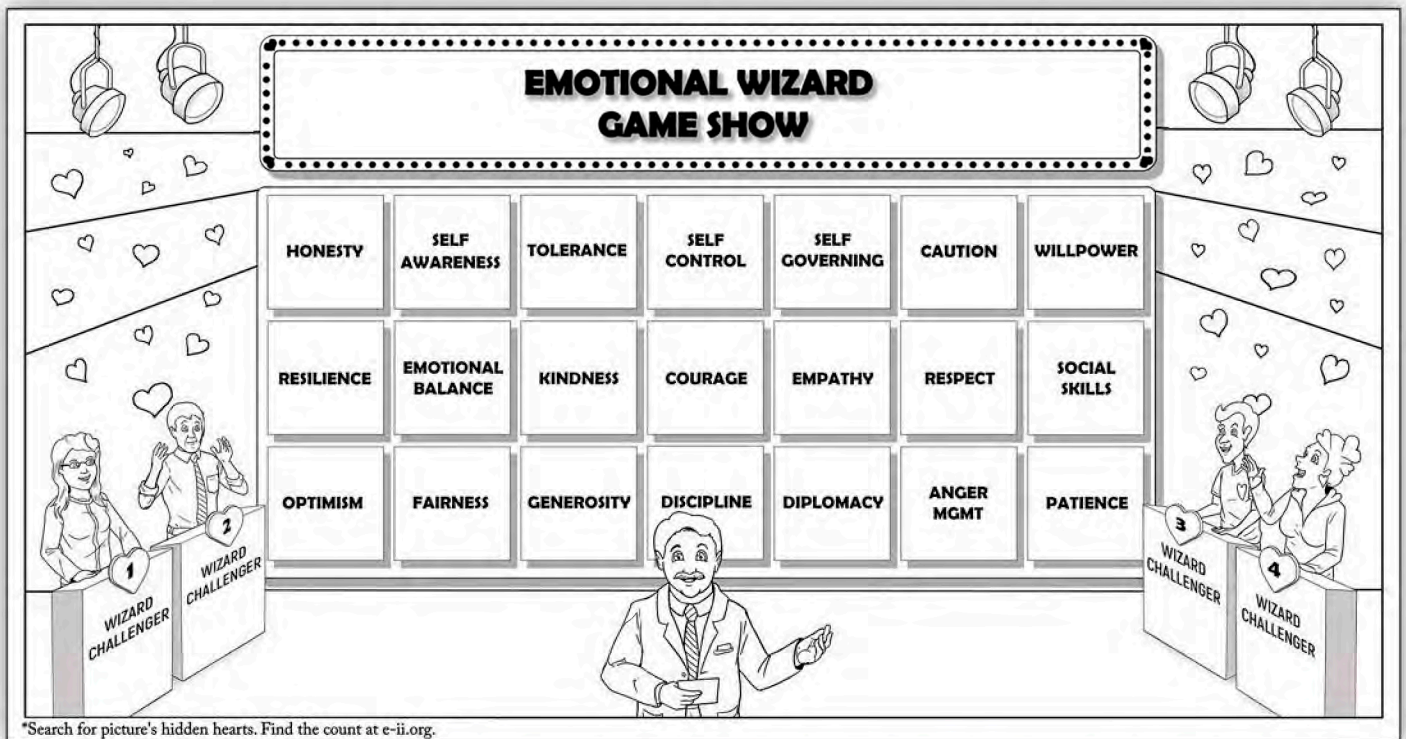 EMOTIONAL WIZARD
GAME SHOW
HONESTY
SELF
AWARENESS
TOLERANCE
SELF
CONTROL
SELF
GOVERNING
CAUTION
WILLPOWER
RESILIENCE
EMOTIONAL
BALANCE
KINDNESS
COURAGE
EMPATHY
RESPECT
SOCIAL
SKILLS
OPTIMISM
FAIRNESS
GENEROSITY
DISCIPLINE
DIPLOMACY
ANGER
MGMT
PATIENCE
1
WIZARD
CHALLENGER
2
WIZARD
CHALLENGER
3
WIZARD
CHALLENGER
4
WIZARD
CHALLENGER
*Search for picture's hidden hearts. Find the count at e-ii.org.